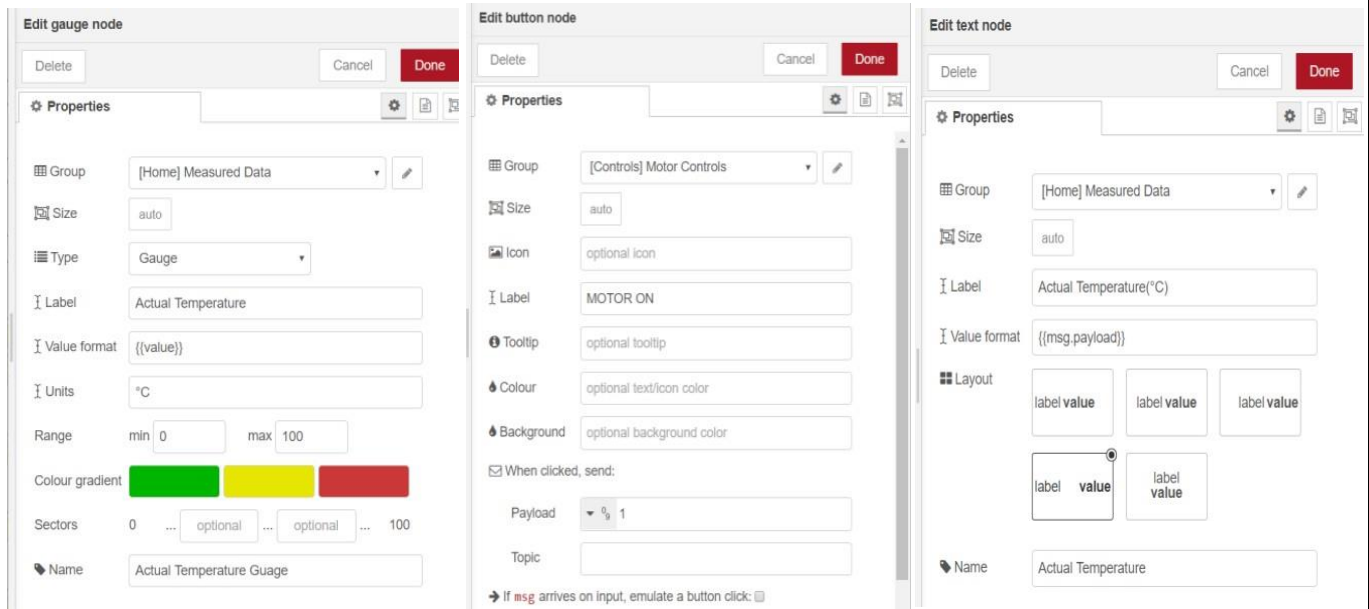 Edit gauge node
Delete Cancel Done
Properties
Group [Home] Measured Data
Size auto
Type Gauge
Label Actual Temperature
Value format {{value}}
Units °C
Range min 0 max 100
Colour gradient
Sectors 0 ... optional ... optional ... 100
Name Actual Temperature Guage
Edit button node
Delete Cancel Done
Properties
Group [Controls] Motor Controls
Size auto
Icon optional icon
Label MOTOR ON
Tooltip optional tooltip
Colour optional text/icon color
Background optional background color
When clicked, send:
Payload 1
Topic
If msg arrives on input, emulate a button click:
Edit text node
Delete Cancel Done
Properties
Group [Home] Measured Data
Size auto
Label Actual Temperature(°C)
Value format {{msg.payload}}
Layout
label value label value label value
label value label
value
Name Actual Temperature